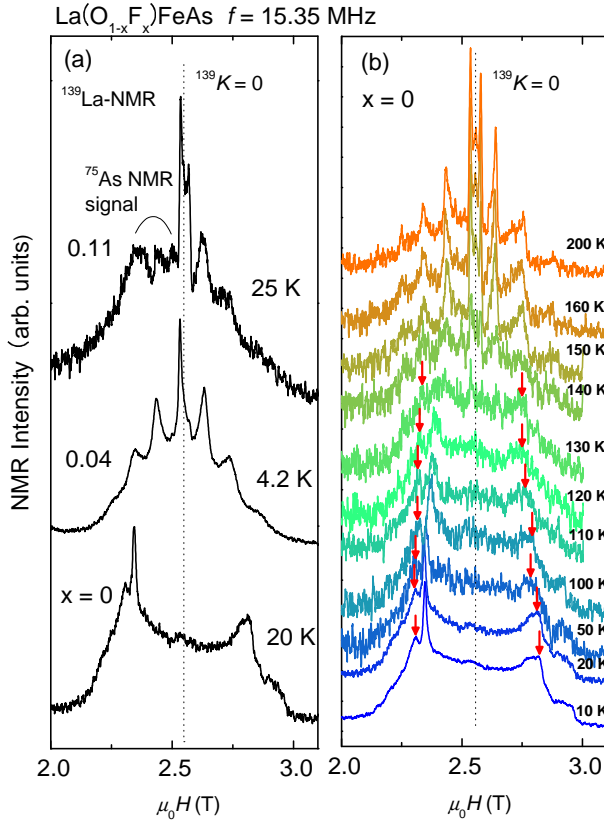 La(O1-xFx)FeAs f = 15.35 MHz
(a)
139La-NMR
139K = 0
75As NMR
signal
0.11
25 K
0.04
4.2 K
x = 0
20 K
NMR Intensity (arb. units)
2.0 2.5 3.0
μ0H (T)
(b)
139K = 0
x = 0
200 K
160 K
150 K
140 K
130 K
120 K
110 K
100 K
50 K
20 K
10 K
2.0 2.5 3.0
μ0H (T)